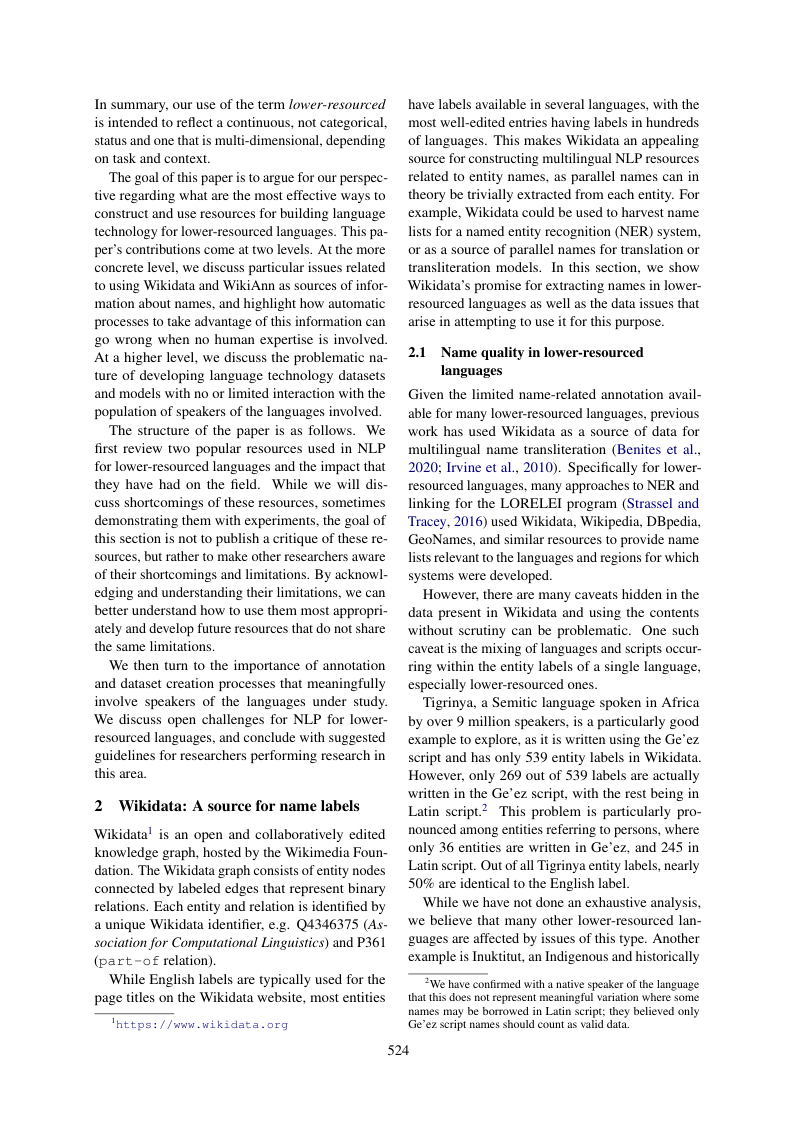 In summary, our use of the term lower-resourced
is intended to reflect a continuous, not categorical,
status and one that is multi-dimensional, depending
on task and context.
The goal of this paper is to argue for our perspec-
tive regarding what are the most effective ways to
construct and use resources for building language
technology for lower-resourced languages. This pa-
per's contributions come at two levels. At the more
concrete level, we discuss particular issues related
to using Wikidata and WikiAnn as sources of infor-
mation about names, and highlight how automatic
processes to take advantage of this information can
go wrong when no human expertise is involved.
At a higher level, we discuss the problematic na-
ture of developing language technology datasets
and models with no or limited interaction with the
population of speakers of the languages involved.
The structure of the paper is as follows. We
first review two popular resources used in NLP
for lower-resourced languages and the impact that
they have had on the field. While we will dis-
cuss shortcomings of these resources, sometimes
demonstrating them with experiments, the goal of
this section is not to publish a critique of these re-
sources, but rather to make other researchers aware
of their shortcomings and limitations. By acknowl-
edging and understanding their limitations, we can
better understand how to use them most appropri-
ately and develop future resources that do not share
the same limitations.
We then turn to the importance of annotation
and dataset creation processes that meaningfully
involve speakers of the languages under study.
We discuss open challenges for NLP for lower-
resourced languages, and conclude with suggested
guidelines for researchers performing research in
this area.
2 Wikidata: A source for name labels
Wikidata1 is an open and collaboratively edited
knowledge graph, hosted by the Wikimedia Foun-
dation. The Wikidata graph consists of entity nodes
connected by labeled edges that represent binary
relations. Each entity and relation is identified by
a unique Wikidata identifier, e.g. Q4346375 (As-
sociation for Computational Linguistics) and P361
(part-of relation).
While English labels are typically used for the
page titles on the Wikidata website, most entities
1https://www.wikidata.org
have labels available in several languages, with the
most well-edited entries having labels in hundreds
of languages. This makes Wikidata an appealing
source for constructing multilingual NLP resources
related to entity names, as parallel names can in
theory be trivially extracted from each entity. For
example, Wikidata could be used to harvest name
lists for a named entity recognition (NER) system,
or as a source of parallel names for translation or
transliteration models. In this section, we show
Wikidata's promise for extracting names in lower-
resourced languages as well as the data issues that
arise in attempting to use it for this purpose.
2.1 Name quality in lower-resourced
languages
Given the limited name-related annotation avail-
able for many lower-resourced languages, previous
work has used Wikidata as a source of data for
multilingual name transliteration (Benites et al.,
2020; Irvine et al., 2010). Specifically for lower-
resourced languages, many approaches to NER and
linking for the LORELEI program (Strassel and
Tracey, 2016) used Wikidata, Wikipedia, DBpedia,
GeoNames, and similar resources to provide name
lists relevant to the languages and regions for which
systems were developed.
However, there are many caveats hidden in the
data present in Wikidata and using the contents
without scrutiny can be problematic. One such
caveat is the mixing of languages and scripts occur-
ring within the entity labels of a single language,
especially lower-resourced ones.
Tigrinya, a Semitic language spoken in Africa
by over 9 million speakers, is a particularly good
example to explore, as it is written using the Ge'ez
script and has only 539 entity labels in Wikidata.
However, only 269 out of 539 labels are actually
written in the Ge'ez script, with the rest being in
Latin script.2 This problem is particularly pro-
nounced among entities referring to persons, where
only 36 entities are written in Ge'ez, and 245 in
Latin script. Out of all Tigrinya entity labels, nearly
50% are identical to the English label.
While we have not done an exhaustive analysis,
we believe that many other lower-resourced lan-
guages are affected by issues of this type. Another
example is Inuktitut, an Indigenous and historically
2We have confirmed with a native speaker of the language
that this does not represent meaningful variation where some
names may be borrowed in Latin script; they believed only
Ge'ez script names should count as valid data.
524